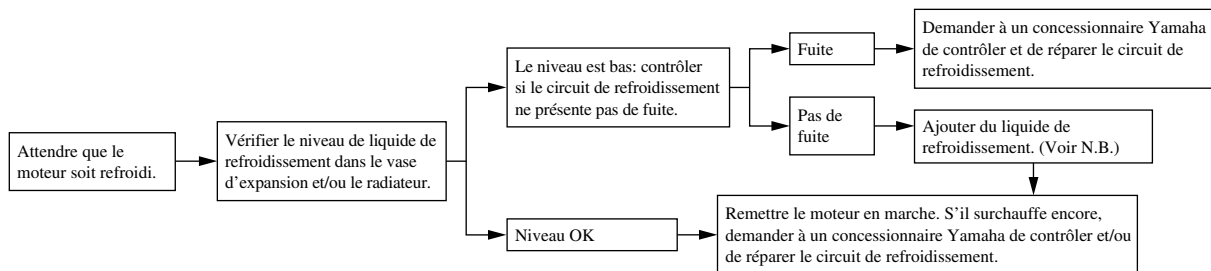 Attendre que le
moteur soit refroidi.
Vérifier le niveau de liquide de
refroidissement dans le vase
d’expansion et/ou le radiateur.
Le niveau est bas: contrôler
si le circuit de refroidissement
ne présente pas de fuite.
Fuite
Demander à un concessionnaire Yamaha
de contrôler et de réparer le circuit de
refroidissement.
Pas de
fuite
Ajouter du liquide de
refroidissement. (Voir N.B.)
Niveau OK
Remettre le moteur en marche. S’il surchauffe encore,
demander à un concessionnaire Yamaha de contrôler et/ou
de réparer le circuit de refroidissement.